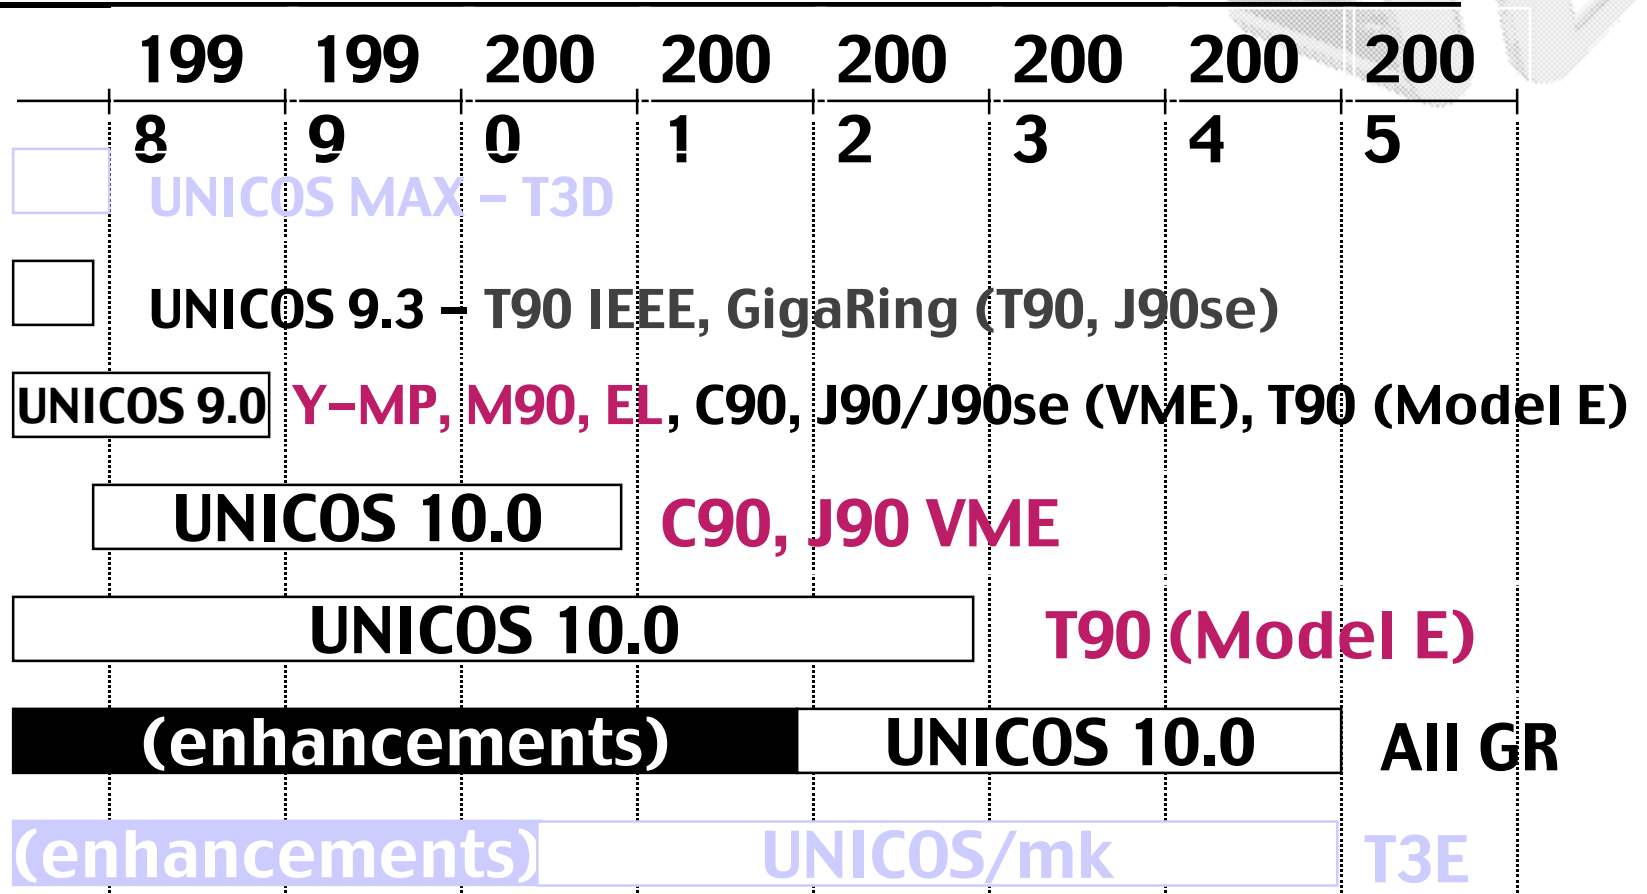 199 199 200 200 200 200 200 200
8 9 0 1 2 3 4 5
UNICOS MAX – T3D
UNICOS 9.3 – T90 IEEE, GigaRing (T90, J90se)
UNICOS 9.0 Y–MP, M90, EL, C90, J90/J90se (VME), T90 (Model E)
UNICOS 10.0 C90, J90 VME
UNICOS 10.0 T90 (Model E)
(enhancements) UNICOS 10.0 All GR
(enhancements) UNICOS/mk T3E